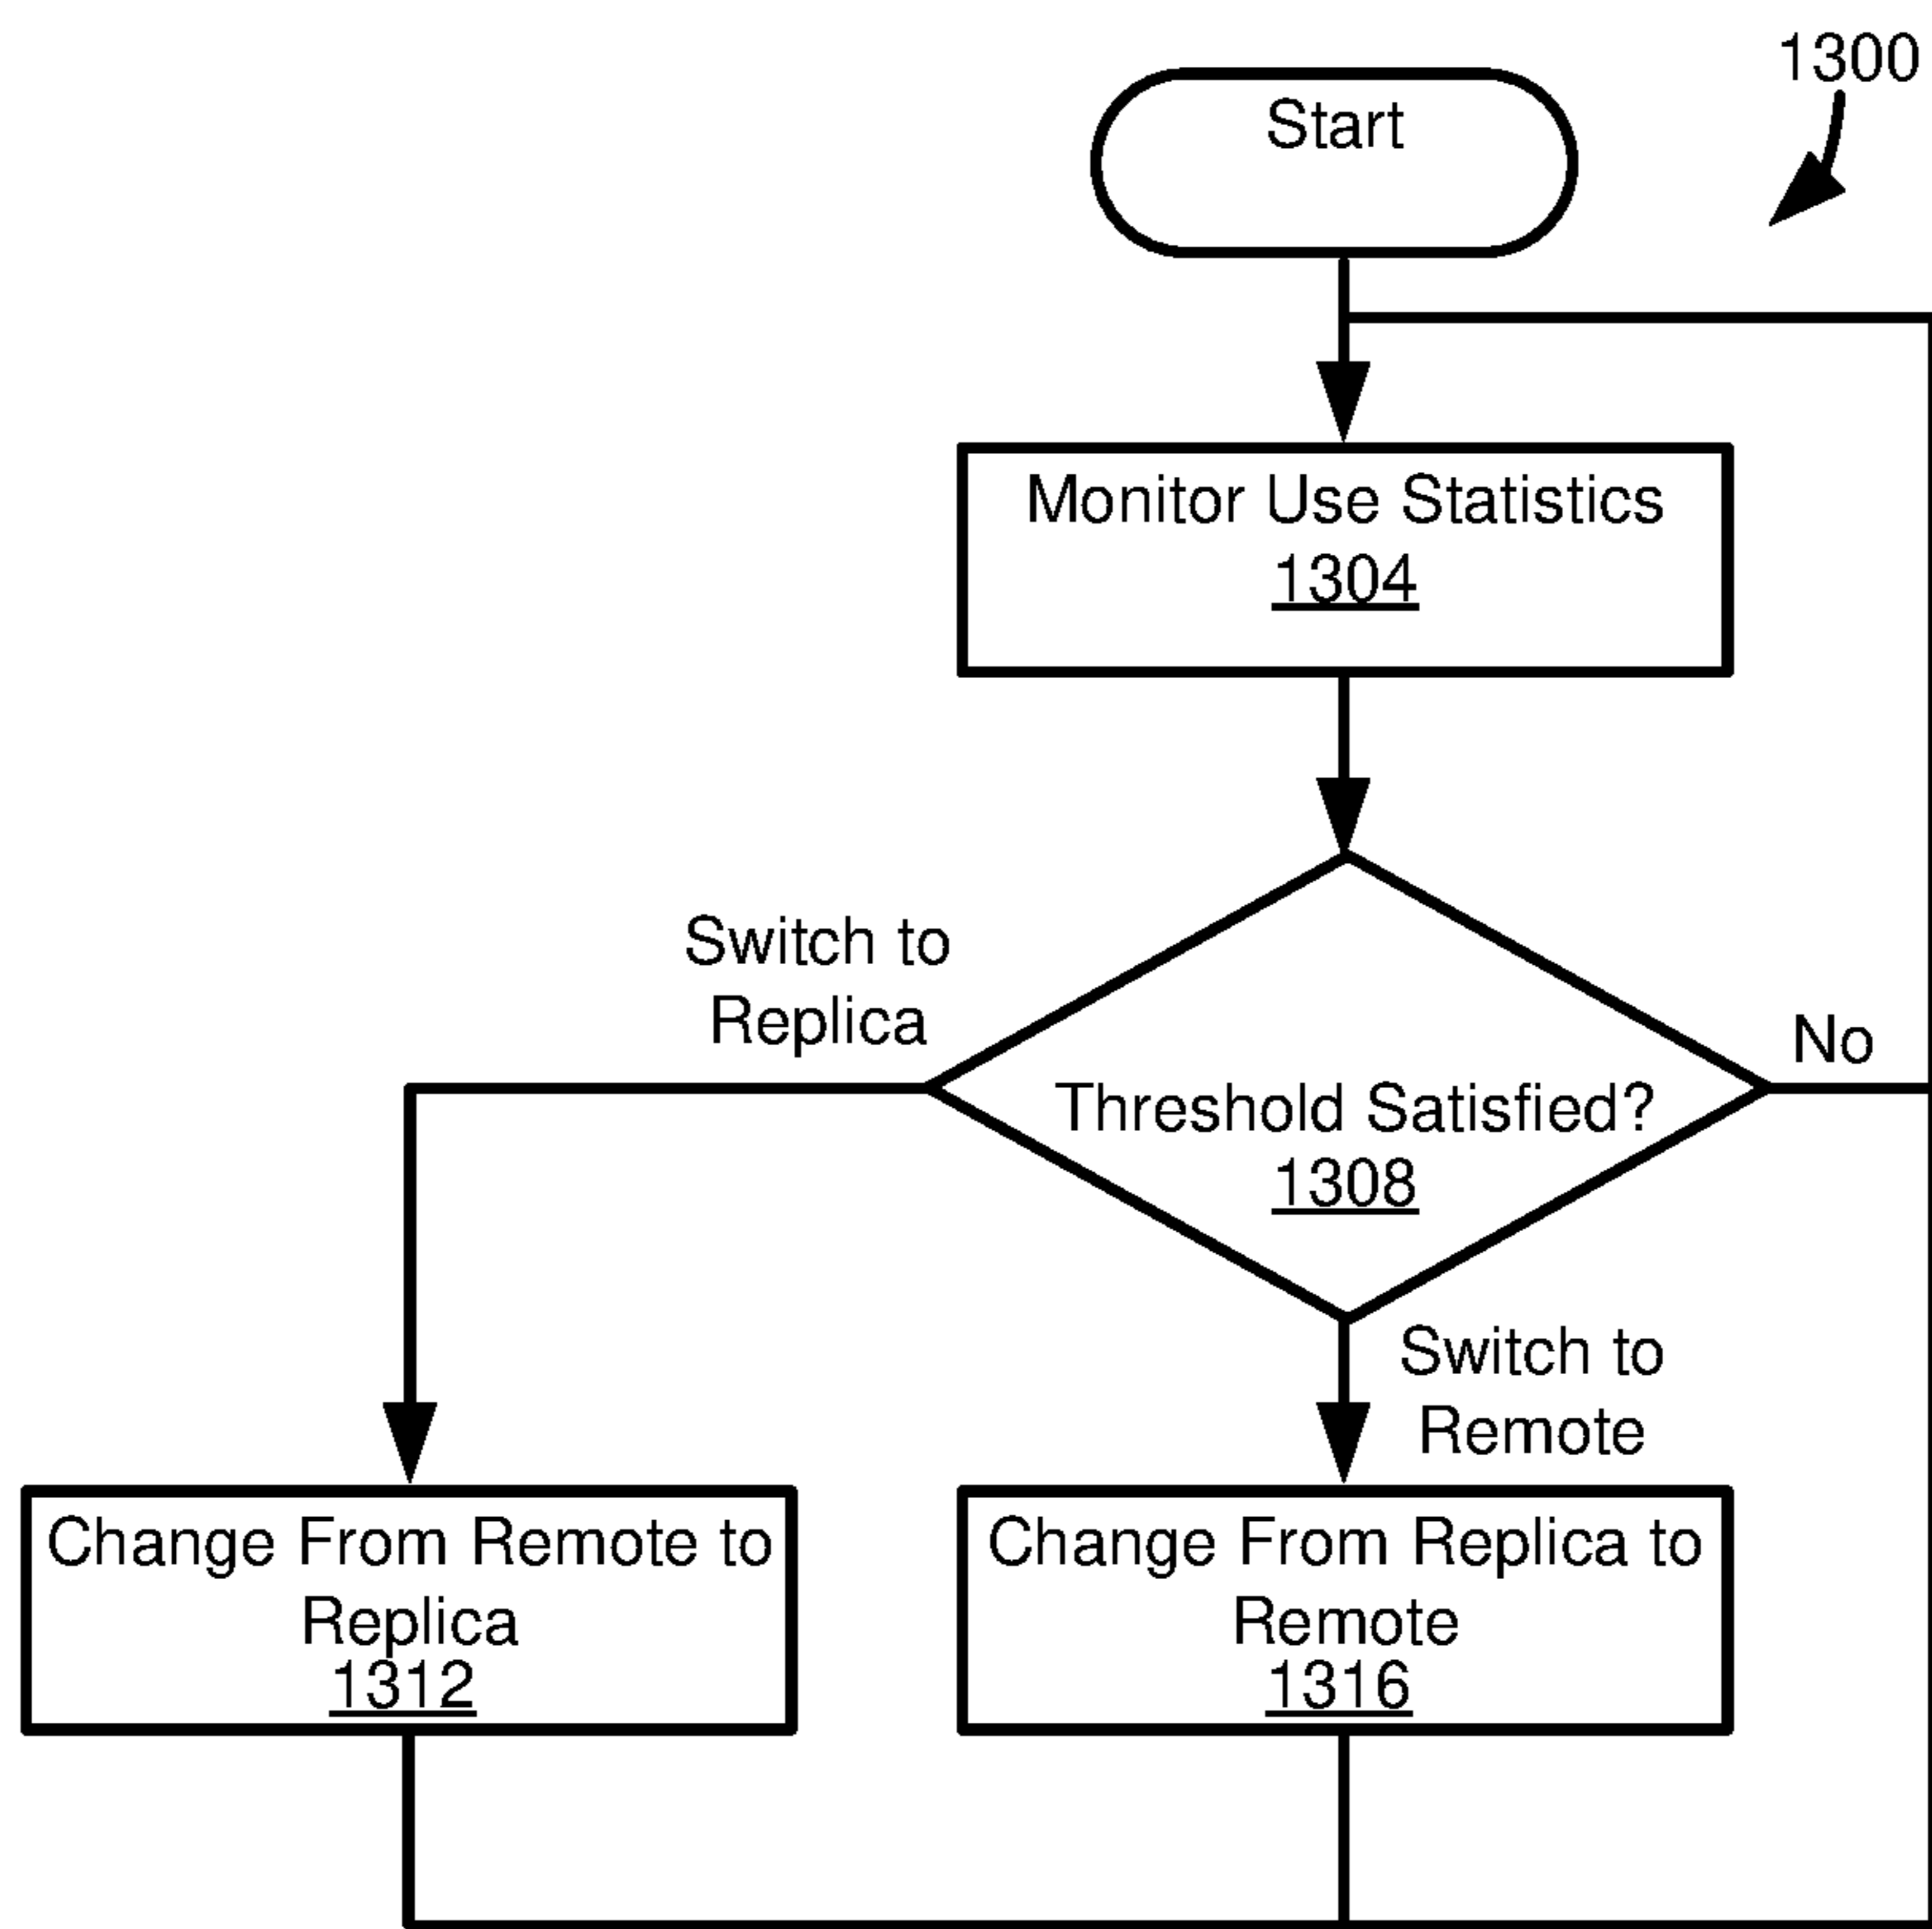 1300
Start
Monitor Use Statistics
1304
Switch to
Replica
No
Threshold Satisfied?
1308
Switch to
Remote
Change From Remote to
Replica
1312
Change From Replica to
Remote
1316